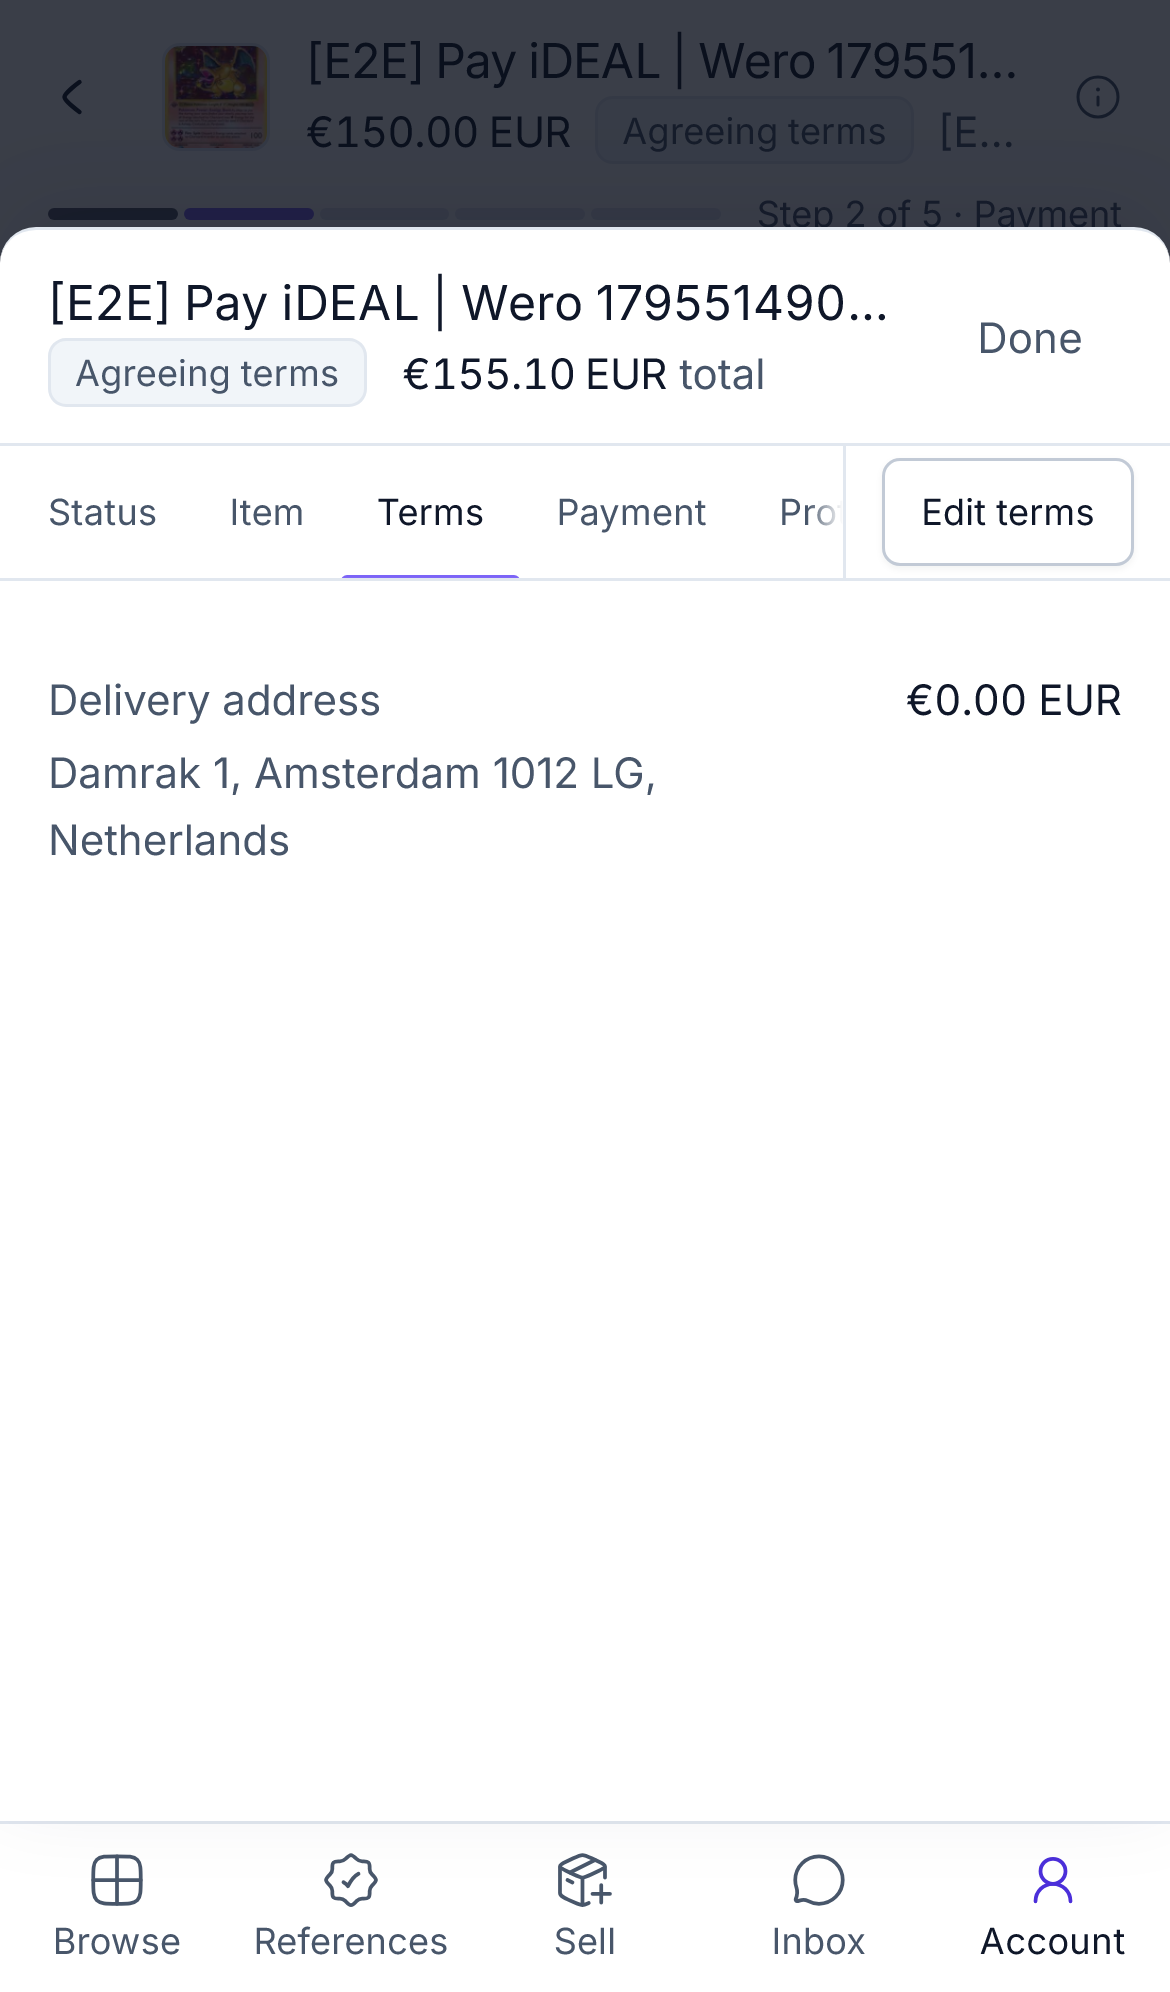 [E2E] Pay iDEAL | Wero 179551...
€150.00 EUR Agreeing terms [E...
Step 2 of 5 · Payment
[E2E] Pay iDEAL | Wero 179551490...
Agreeing terms €155.10 EUR total
Done
Status Item Terms Payment Pro
Edit terms
Delivery address €0.00 EUR
Damrak 1, Amsterdam 1012 LG,
Netherlands
Browse References Sell Inbox Account